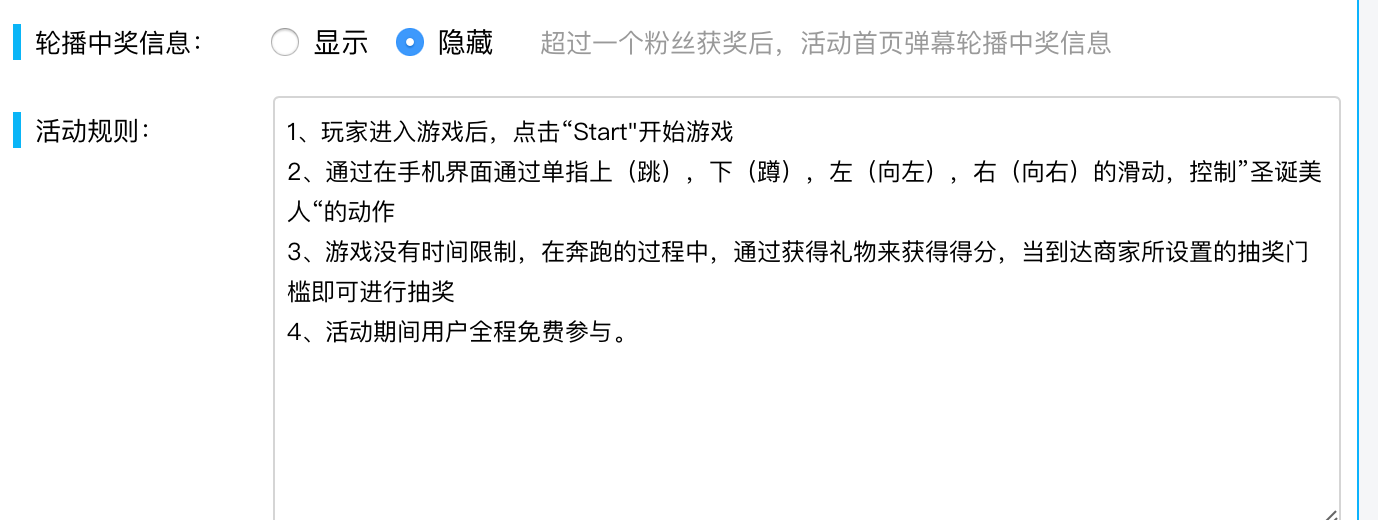 轮播中奖信息: 显示 隐藏 超过一个粉丝获奖后，活动首页弹幕轮播中奖信息
活动规则:
1、玩家进入游戏后，点击“Start"开始游戏
2、通过在手机界面通过单指上（跳），下（蹲），左（向左），右（向右）的滑动，控制”圣诞美
人“的动作
3、游戏没有时间限制，在奔跑的过程中，通过获得礼物来获得得分，当到达商家所设置的抽奖门
槛即可进行抽奖
4、活动期间用户全程免费参与。